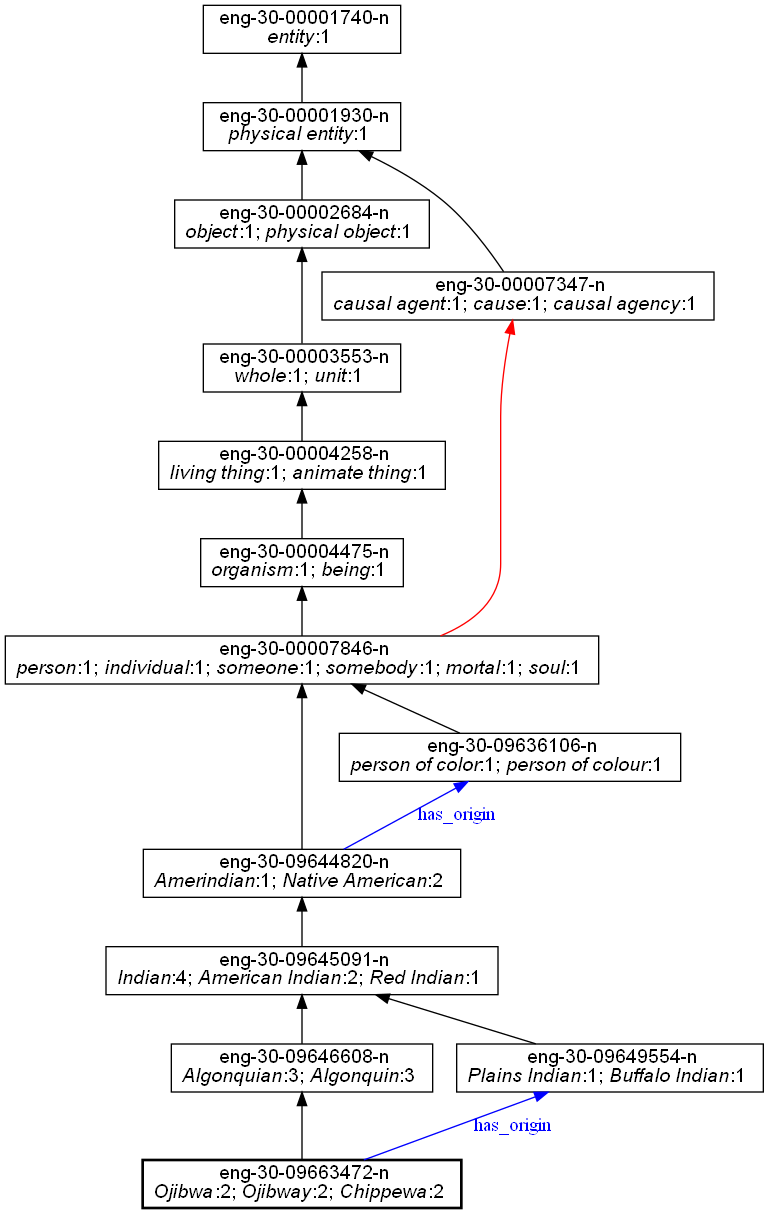 eng-30-00001740-n
entity:1
eng-30-00001930-n
physical entity:1
eng-30-00002684-n
object:1; physical object:1
eng-30-00007347-n
causal agent:1; cause:1; causal agency:1
eng-30-00003553-n
whole:1; unit:1
eng-30-00004258-n
living thing:1; animate thing:1
eng-30-00004475-n
organism:1; being:1
eng-30-00007846-n
person:1; individual:1; someone:1; somebody:1; mortal:1; soul:1
eng-30-09636106-n
person of color:1; person of colour:1
has_origin
eng-30-09644820-n
Amerindian:1; Native American:2
eng-30-09645091-n
Indian:4; American Indian:2; Red Indian:1
eng-30-09646608-n
Algonquian:3; Algonquin:3
eng-30-09649554-n
Plains Indian:1; Buffalo Indian:1
has_origin
eng-30-09663472-n
Ojibwa:2; Ojibway:2; Chippewa:2